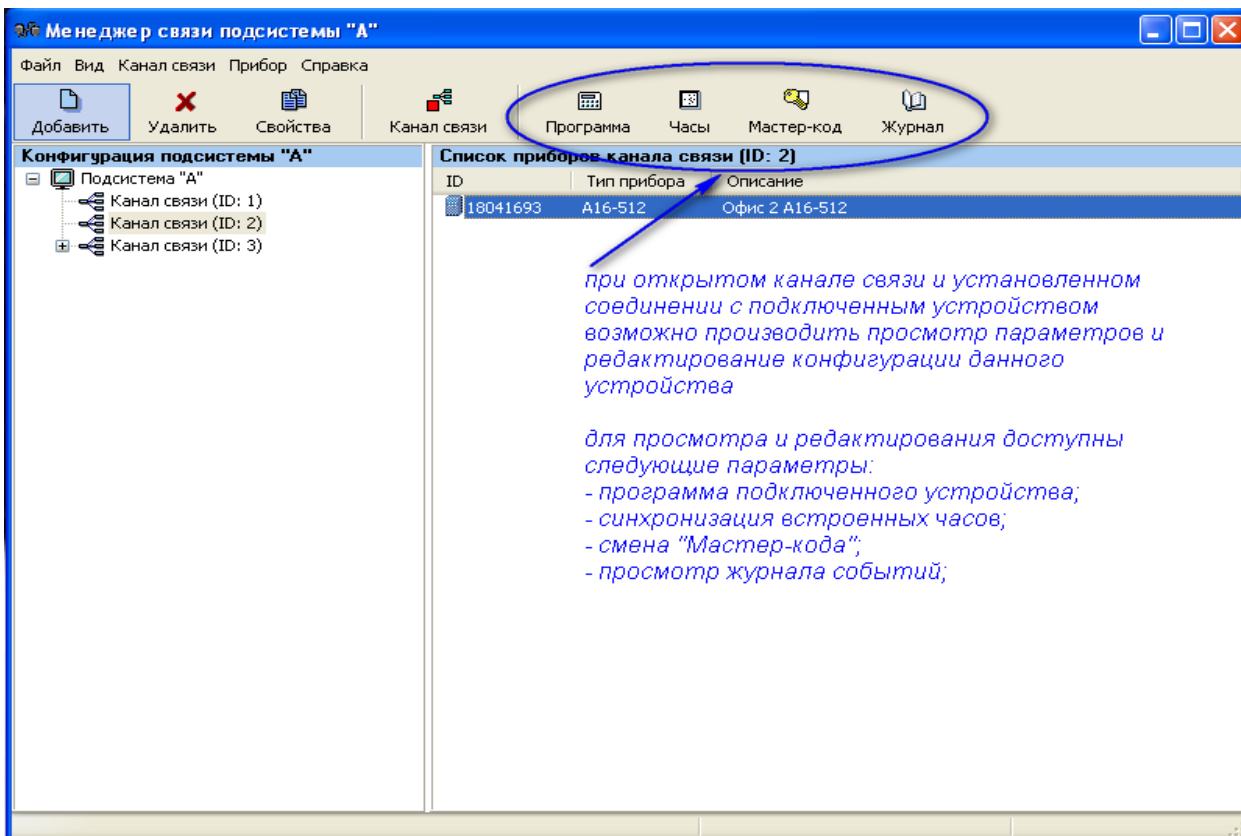 Менеджер связи подсистемы "А"
Файл Вид Канал связи Прибор Справка
Добавить Удалить Свойства Канал связи Программа Часы Мастер-код Журнал
Конфигурация подсистемы "А"
Подсистема "А"
Канал связи (ID: 1)
Канал связи (ID: 2)
Канал связи (ID: 3)
Список приборов канала связи (ID: 2)
ID Тип прибора Описание
18041693 А16-512 Офис 2 А16-512
при открытом канале связи и установленном
соединении с подключенным устройством
возможно производить просмотр параметров и
редактирование конфигурации данного
устройства
для просмотра и редактирования доступны
следующие параметры:
- программа подключенного устройства;
- синхронизация встроенных часов;
- смена "Мастер-кода";
- просмотр журнала событий;